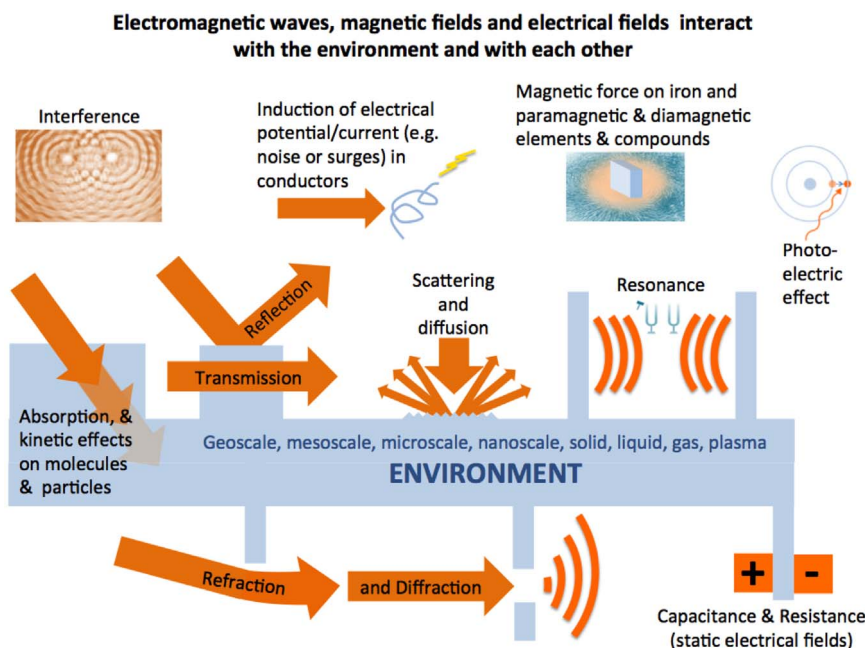 Electromagnetic waves, magnetic fields and electrical fields interact
with the environment and with each other
Interference
Induction of electrical
potential/current (e.g.
noise or surges) in
conductors
Magnetic force on iron and
paramagnetic & diamagnetic
elements & compounds
Photo-
electric
effect
Reflection
Transmission
Scattering
and
diffusion
Resonance
Absorption, &
kinetic effects
on molecules
& particles
Geoscale, mesoscale, microscale, nanoscale, solid, liquid, gas, plasma
ENVIRONMENT
Refraction
and Diffraction
+ -
Capacitance & Resistance
(static electrical fields)